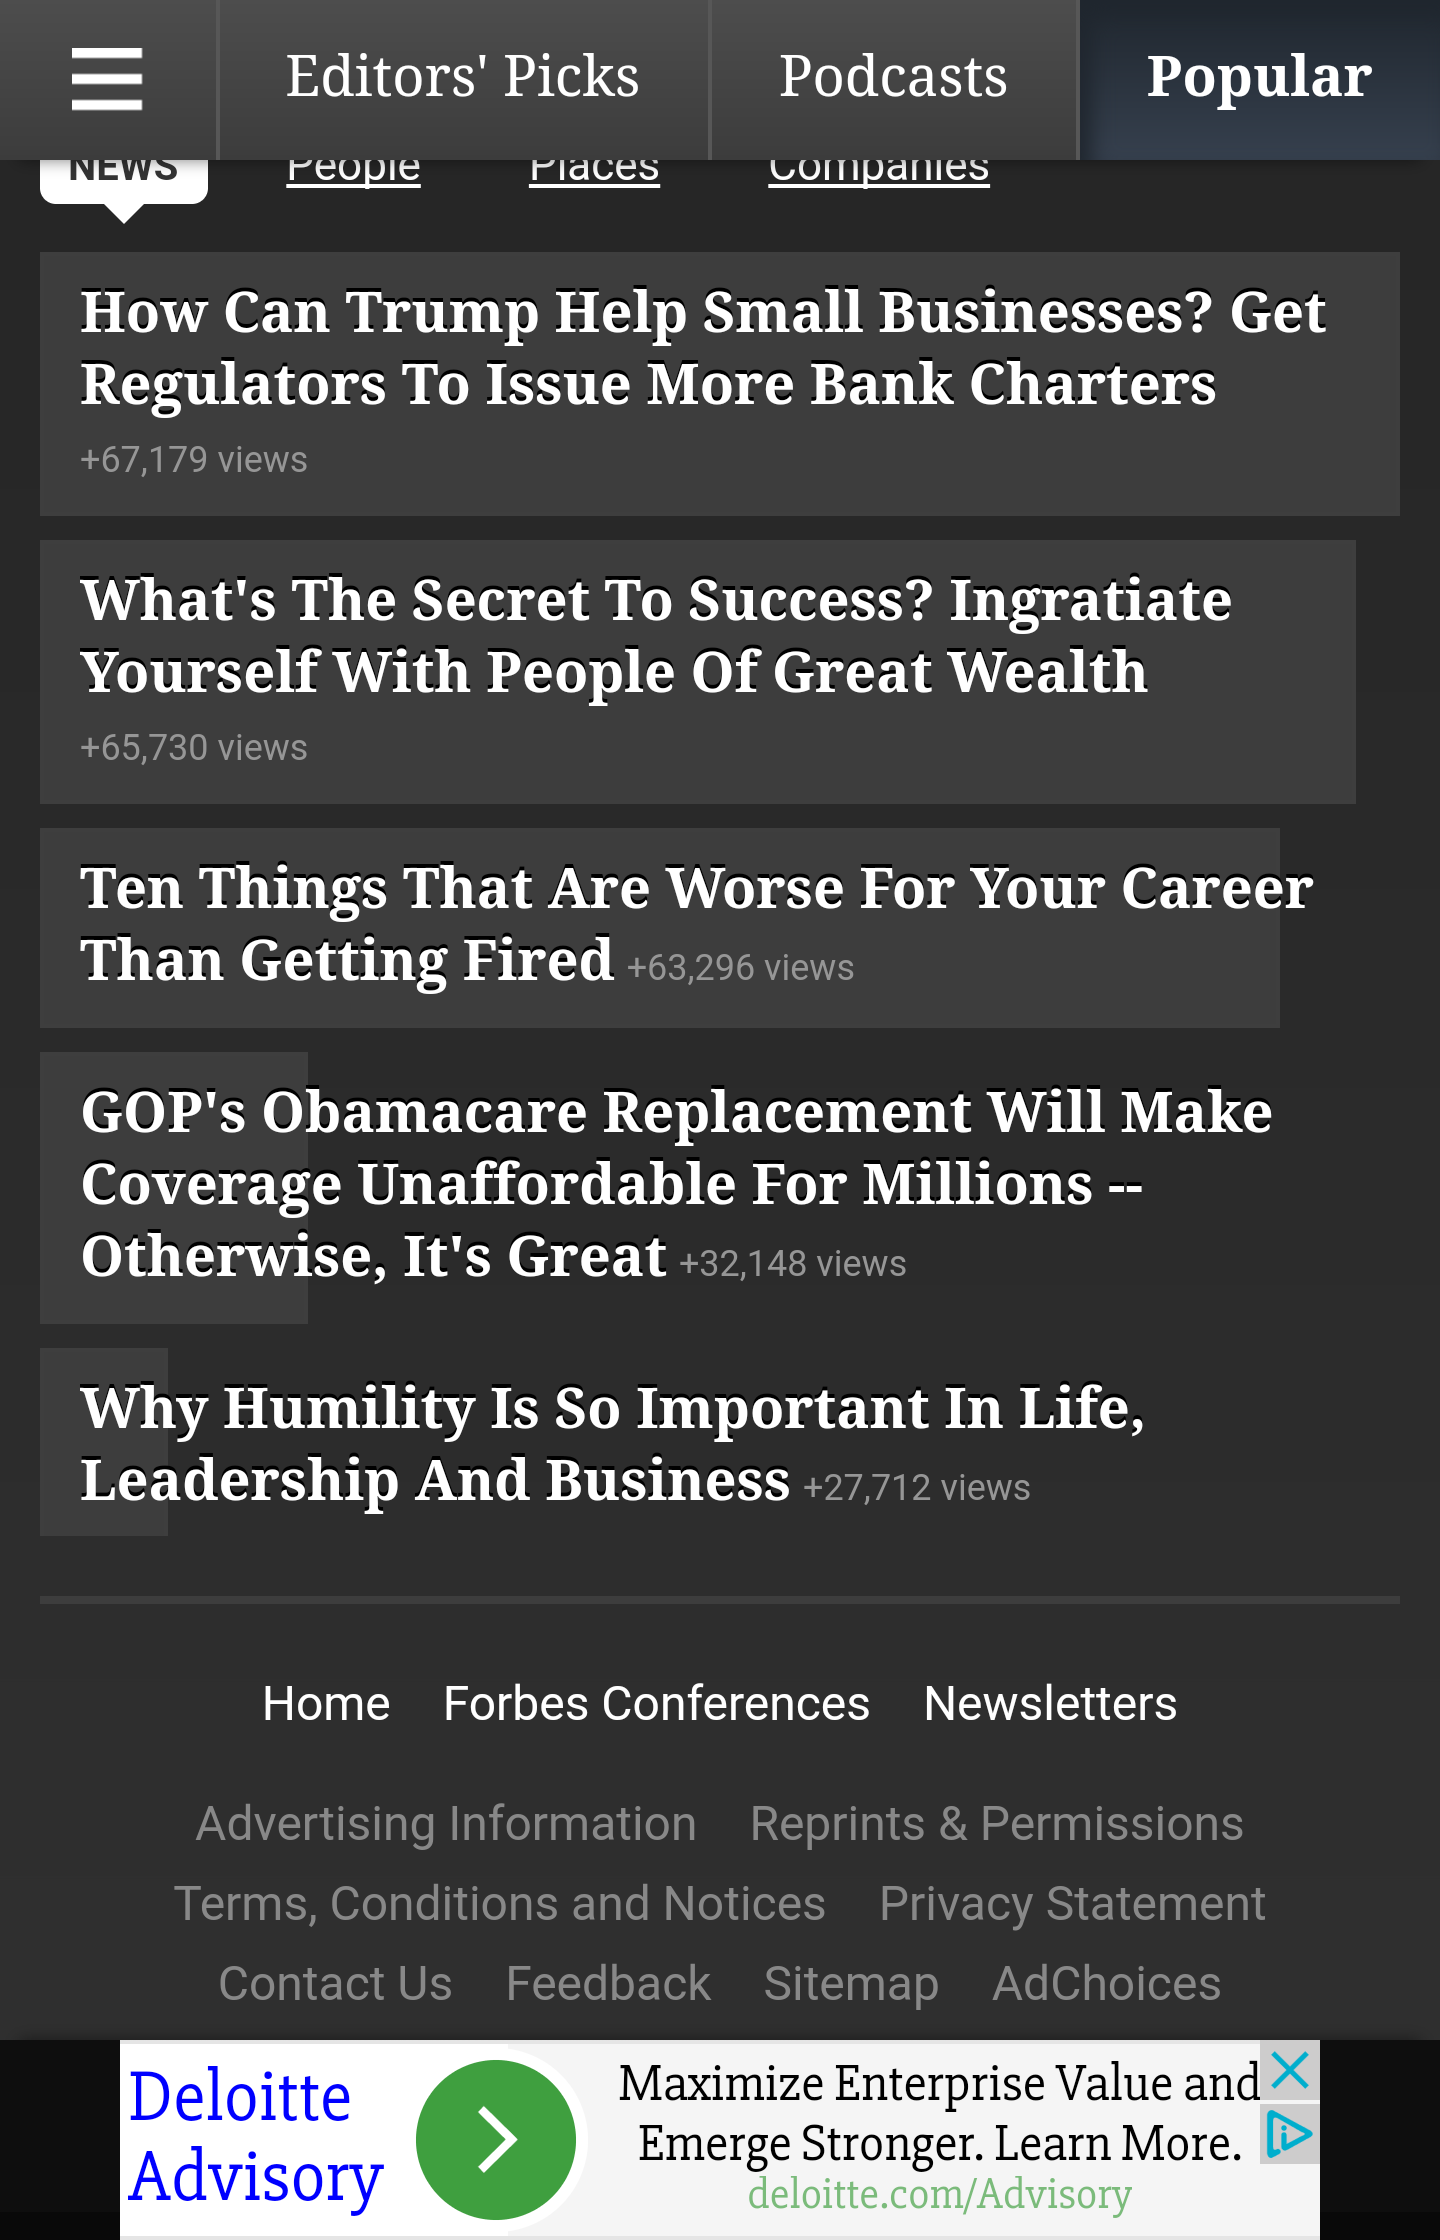 Editors' Picks Podcasts Popular
NEWS People Places Companies
How Can Trump Help Small Businesses? Get
Regulators To Issue More Bank Charters
+67,179 views
What's The Secret To Success? Ingratiate
Yourself With People Of Great Wealth
+65,730 views
Ten Things That Are Worse For Your Career
Than Getting Fired +63,296 views
GOP's Obamacare Replacement Will Make
Coverage Unaffordable For Millions --
Otherwise, It's Great +32,148 views
Why Humility Is So Important In Life,
Leadership And Business +27,712 views
Home Forbes Conferences Newsletters
Advertising Information Reprints & Permissions
Terms, Conditions and Notices Privacy Statement
Contact Us Feedback Sitemap AdChoices
Deloitte
Advisory
Maximize Enterprise Value and
Emerge Stronger. Learn More.
deloitte.com/Advisory